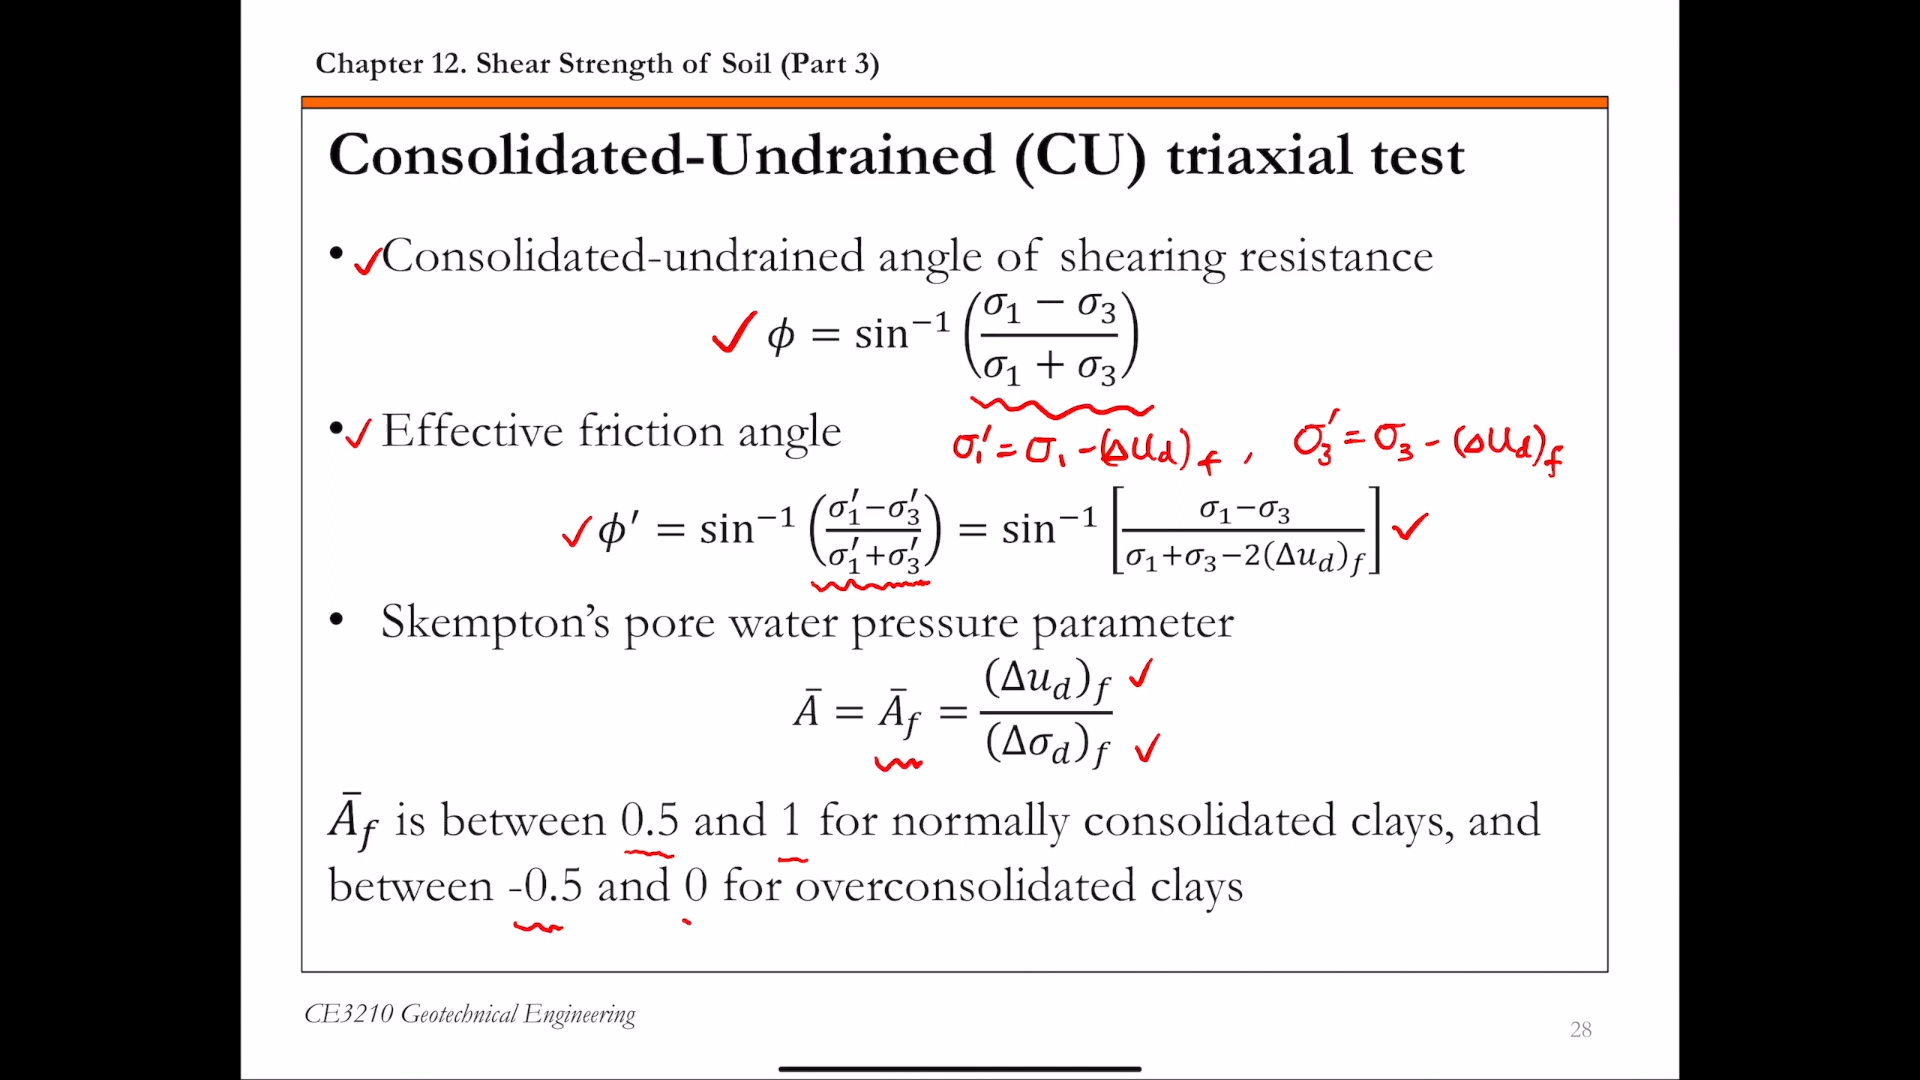 Chapter 12. Shear Strength of Soil (Part 3)
Consolidated-Undrained (CU) triaxial test
• ✓Consolidated-undrained angle of shearing resistance
✓ ϕ = sin⁻¹ ((σ₁ − σ₃)/(σ₁ + σ₃))
• ✓ Effective friction angle
σ₁′ = σ₁ - (Δu_d)_f , σ₃′ = σ₃ - (Δu_d)_f
✓ ϕ′ = sin⁻¹ ((σ₁′−σ₃′)/(σ₁′+σ₃′)) = sin⁻¹ [(σ₁−σ₃)/(σ₁+σ₃−2(Δu_d)_f)] ✓
• Skempton’s pore water pressure parameter
Ā = Ā_f = (Δu_d)_f ✓ / (Δσ_d)_f ✓
Ā_f is between 0.5 and 1 for normally consolidated clays, and
between -0.5 and 0 for overconsolidated clays
CE3210 Geotechnical Engineering
28